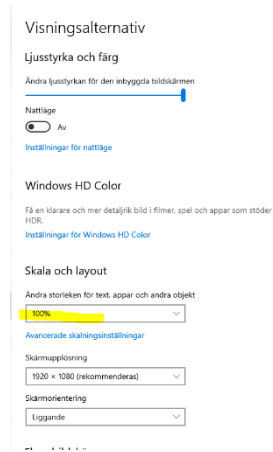 Visningsalternativ
Ljusstyrka och färg
Ändra ljusstyrkan för den inbyggda bildskärmen
Nattläge
Av
Inställningar för nattläge
Windows HD Color
Få en klarare och mer detaljrik bild i filmer, spel och appar som stöder
HDR.
Inställningar för Windows HD Color
Skala och layout
Ändra storleken för text, appar och andra objekt
100%
Avancerade skalningsinställningar
Skärmupplösning
1920 × 1080 (rekommenderas)
Skärmorientering
Liggande